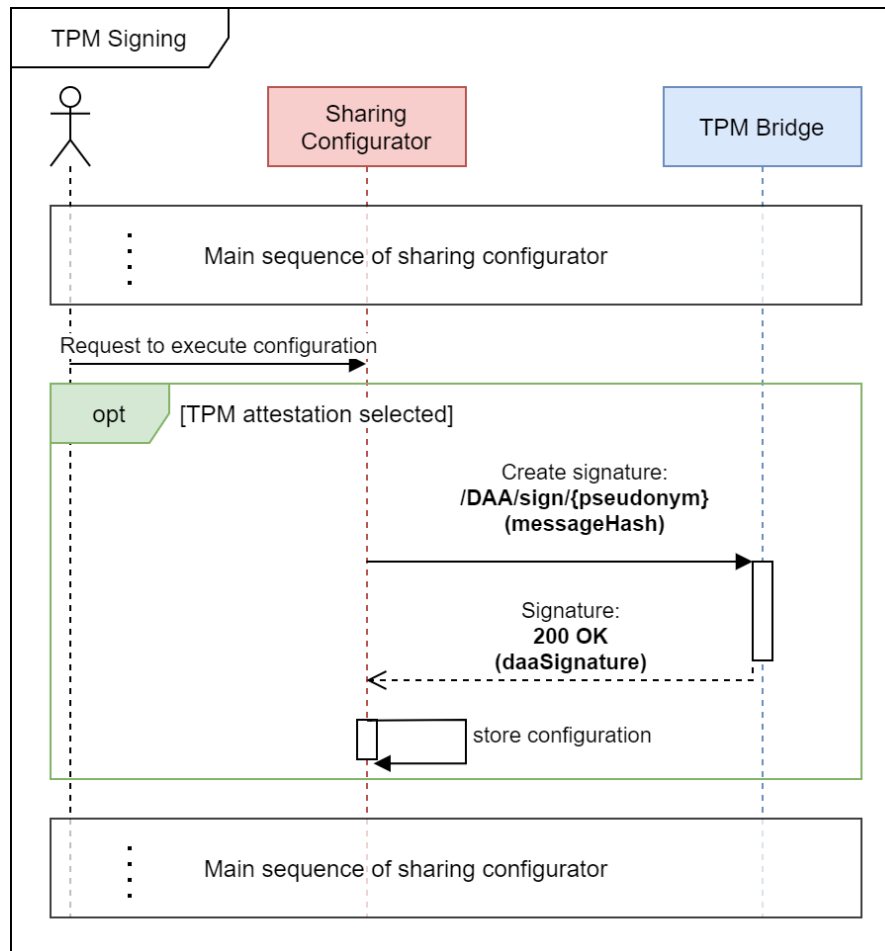 TPM Signing
Sharing
Configurator
TPM Bridge
Main sequence of sharing configurator
Request to execute configuration
opt
[TPM attestation selected]
Create signature:
/DAA/sign/{pseudonym}
(messageHash)
Signature:
200 OK
(daaSignature)
store configuration
Main sequence of sharing configurator